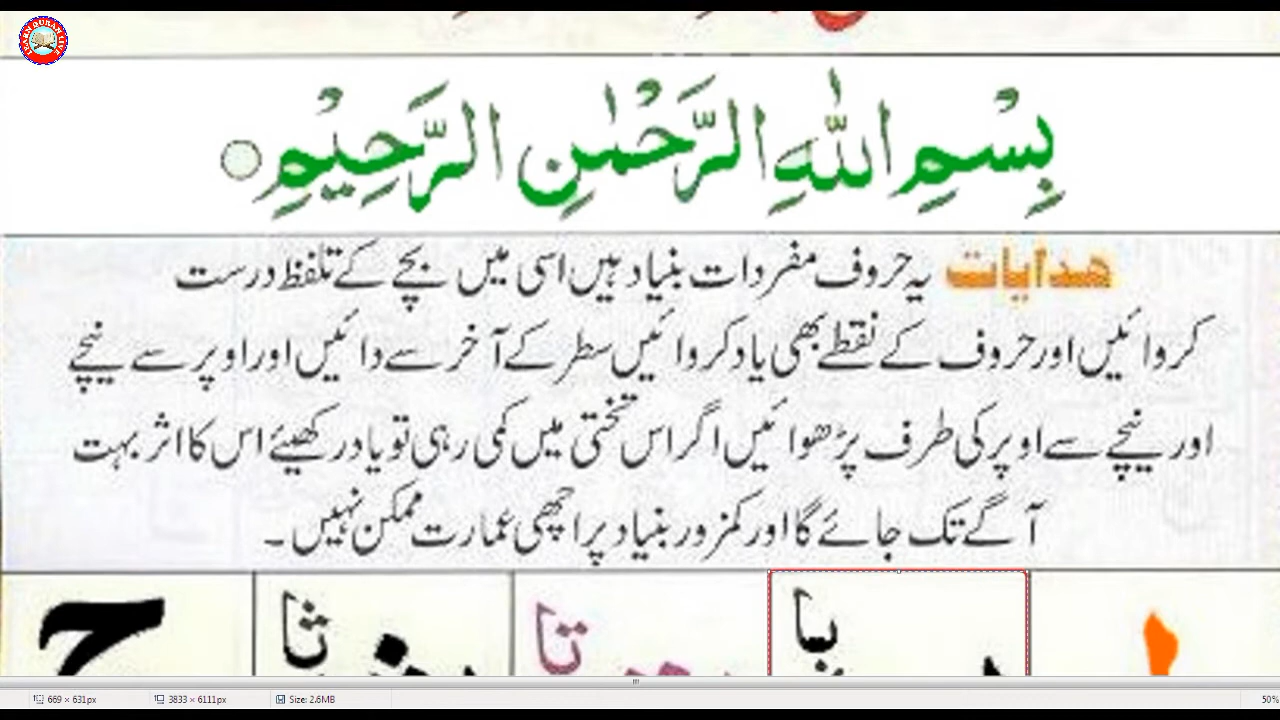 بِسْمِ اللّٰهِ الرَّحْمٰنِ الرَّحِيْمِ
هدایات یہ حروف مفردات بنیاد ہیں اسی میں بچے کے تلفظ درست
کروائیں اور حروف کے نقطے بھی یاد کروائیں سطر کے آخر سے دائیں اور اوپر سے نیچے
اور نیچے سے اوپر کی طرف پڑھوائیں اگر اس تختی میں کمی رہی تو یاد رکھیئے اس کا اثر بہت
آگے تک جائے گا اور کمزور بنیاد پر اچھی عمارت ممکن نہیں۔
ا با تا ثا
669 × 631px 3833 × 6111px Size: 2.6MB 50%